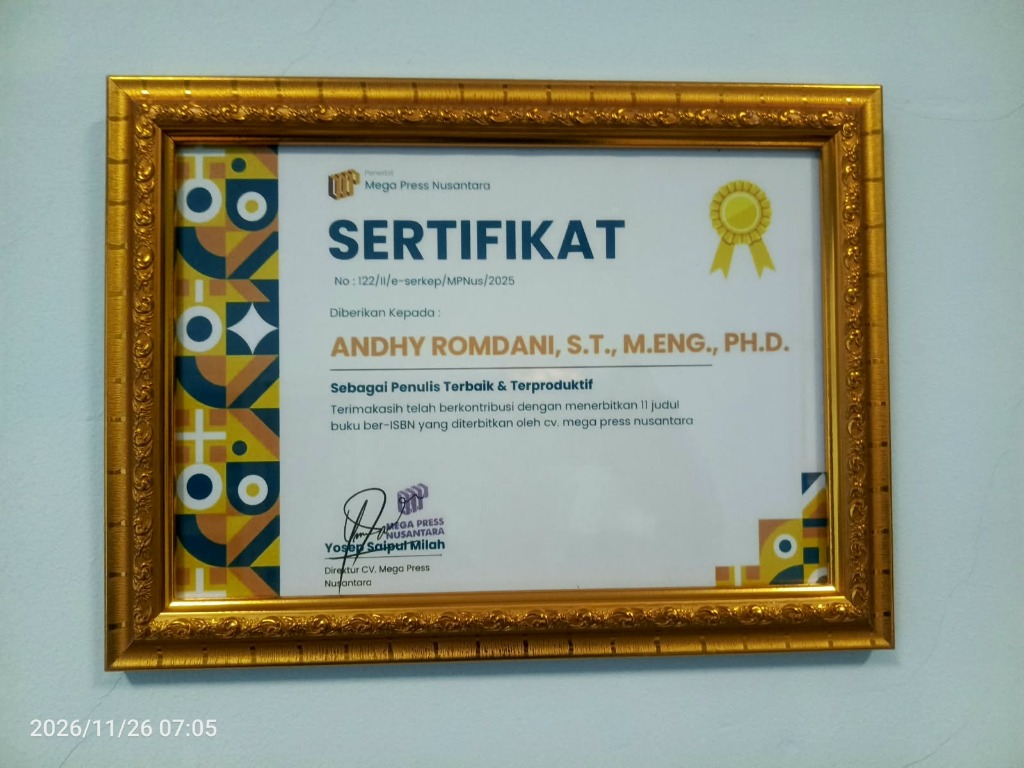 Penerbit
Mega Press Nusantara
SERTIFIKAT
No : 122/II/e-serkep/MPNus/2025
Diberikan Kepada :
ANDHY ROMDANI, S.T., M.ENG., PH.D.
Sebagai Penulis Terbaik & Terproduktif
Terimakasih telah berkontribusi dengan menerbitkan 11 judul
buku ber-ISBN yang diterbitkan oleh cv. mega press nusantara
MEGA PRESS
NUSANTARA
Yosep Saipul Milah
Direktur CV. Mega Press
Nusantara
2026/11/26 07:05